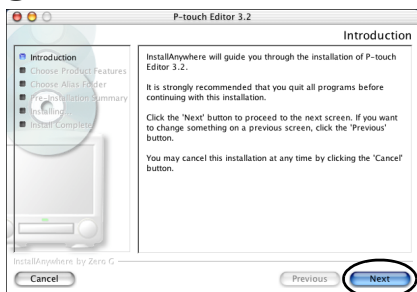 P-touch Editor 3.2
Introduction
Introduction
Choose Product Features
Choose Alias Folder
Pre-Installation Summary
Installing...
Install Complete
InstallAnywhere will guide you through the installation of P-touch
Editor 3.2.
It is strongly recommended that you quit all programs before
continuing with this installation.
Click the 'Next' button to proceed to the next screen. If you want
to change something on a previous screen, click the 'Previous'
button.
You may cancel this installation at any time by clicking the 'Cancel'
button.
InstallAnywhere by Zero G
Cancel
Previous
Next